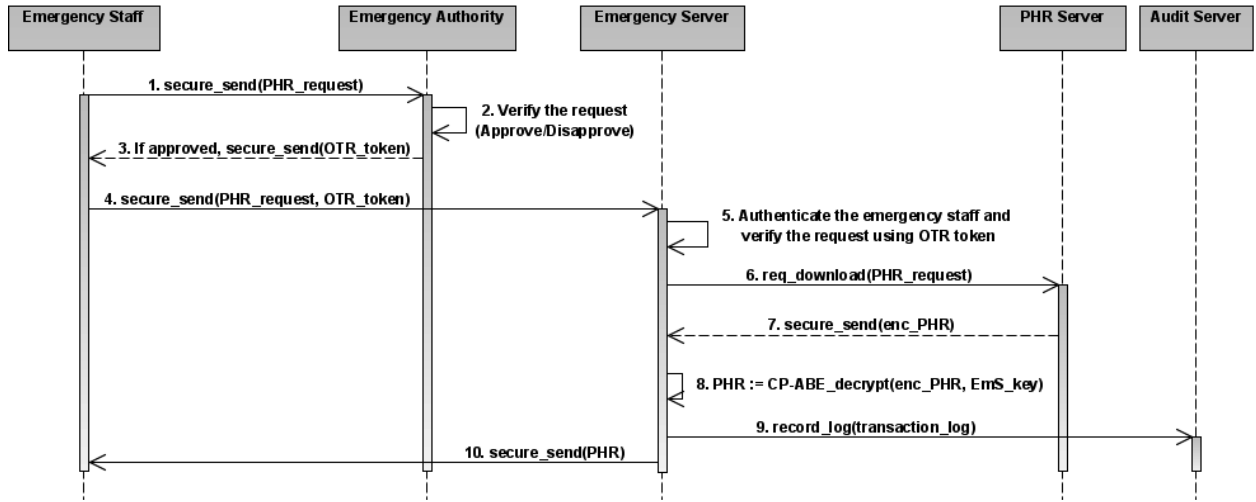 Emergency Staff
Emergency Authority
Emergency Server
PHR Server
Audit Server
1. secure_send(PHR_request)
2. Verify the request
(Approve/Disapprove)
3. If approved, secure_send(OTR_token)
4. secure_send(PHR_request, OTR_token)
5. Authenticate the emergency staff and
verify the request using OTR token
6. req_download(PHR_request)
7. secure_send(enc_PHR)
8. PHR := CP-ABE_decrypt(enc_PHR, EmS_key)
9. record_log(transaction_log)
10. secure_send(PHR)